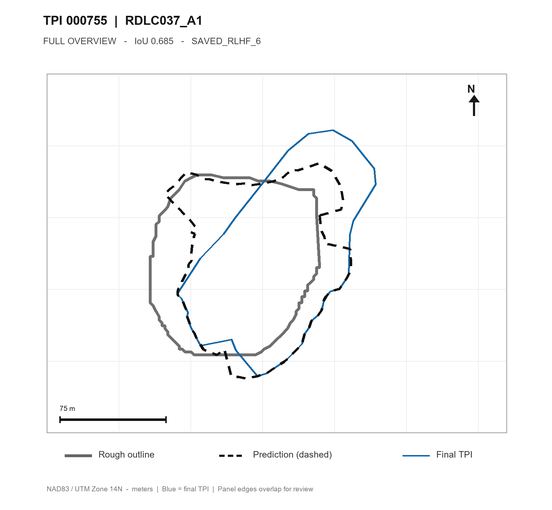 TPI 000755 | RDLC037_A1
FULL OVERVIEW - IoU 0.685 - SAVED_RLHF_6
N
75 m
Rough outline
Prediction (dashed)
Final TPI
NAD83 / UTM Zone 14N - meters | Blue = final TPI | Panel edges overlap for review